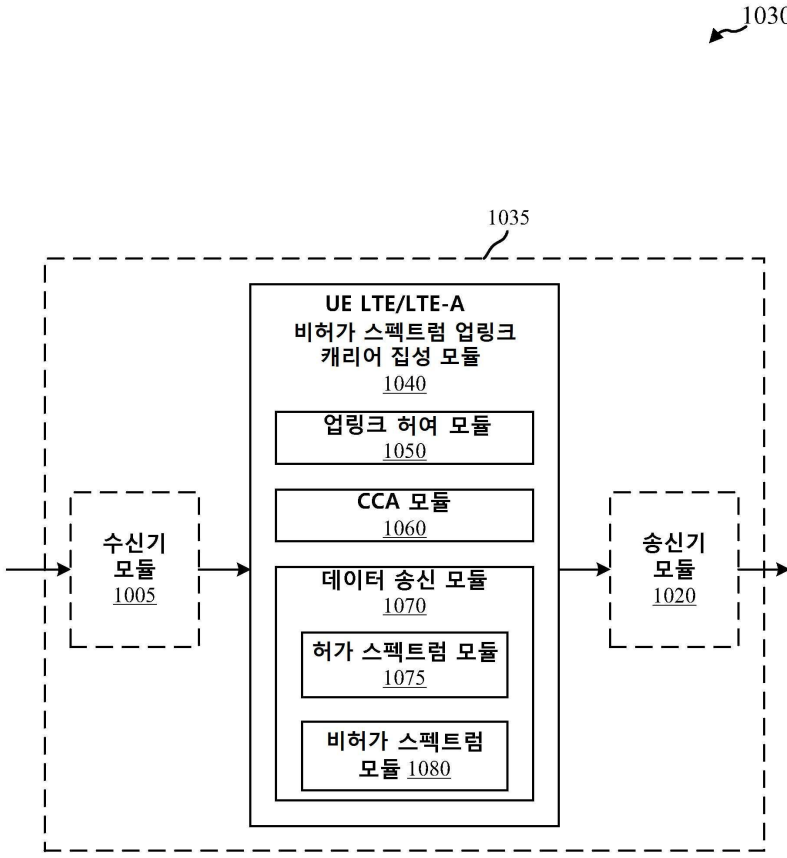 1030
1035
UE LTE/LTE-A
비허가 스펙트럼 업링크
캐리어 집성 모듈
1040
업링크 허여 모듈
1050
CCA 모듈
1060
수신기
모듈
1005
데이터 송신 모듈
1070
허가 스펙트럼 모듈
1075
비허가 스펙트럼
모듈 1080
송신기
모듈
1020